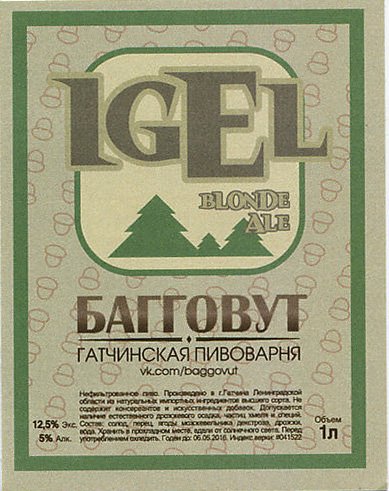 IGEL
BLONDE
ALE
БАГГОВУТ
ГАТЧИНСКАЯ ПИВОВАРНЯ
vk.com/baggovut
Нефильтрованное пиво. Произведено в г.Гатчина Ленинградской
области из натуральных импортных ингредиентов высшего сорта. Не
содержит консервантов и искусственных добавок. Допускается
наличие естественного дрожжевого осадка, частиц хмеля и специй.
12,5% Экс. Состав: солод, перец, ягоды можжевельника декстроза, дрожжи,
вода. Хранить в прохладном месте, вдали от солнечного света. Перед
5% Алк. употреблением охладить. Годен до: 06.05.2016. Индекс варки: #041522
Объем
1л